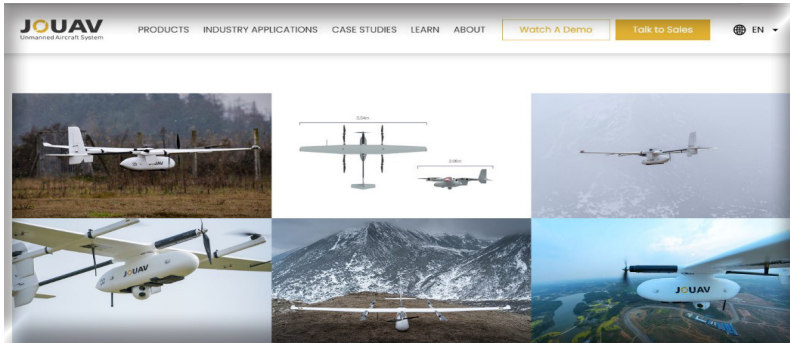 JOUAV
Unmanned Aircraft System
PRODUCTS
INDUSTRY APPLICATIONS
CASE STUDIES
LEARN
ABOUT
Watch A Demo
Talk to Sales
EN
JOUAV
JOUAV